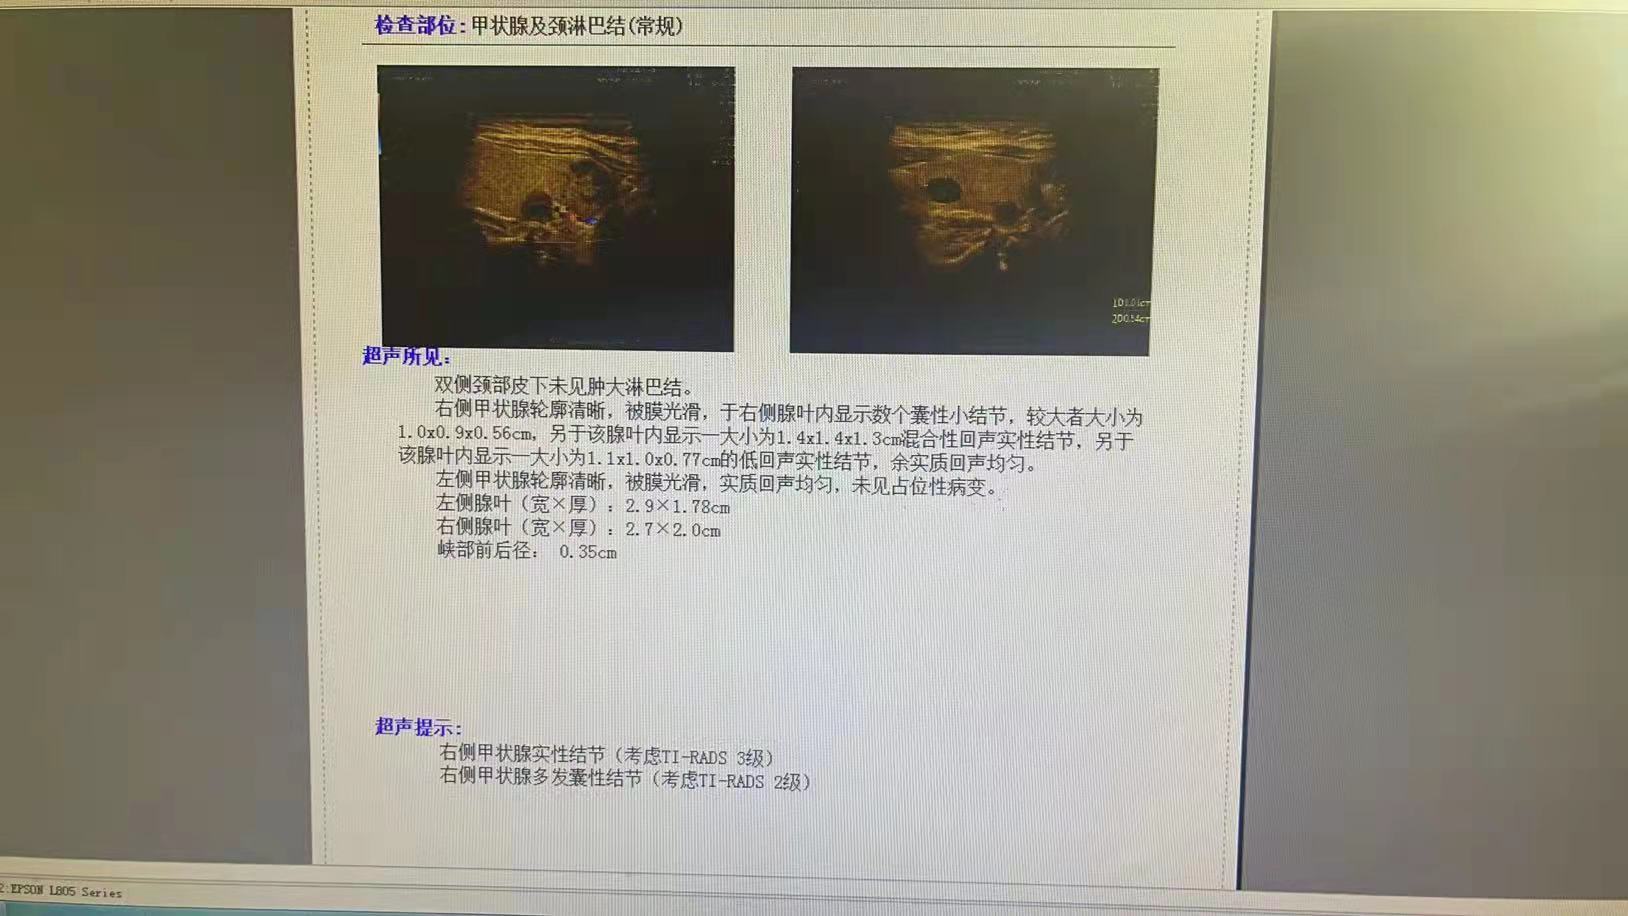 检查部位:甲状腺及颈淋巴结(常规)
超声所见:
双侧颈部皮下未见肿大淋巴结。
右侧甲状腺轮廓清晰，被膜光滑，于右侧腺叶内显示数个囊性小结节，较大者大小为
1.0x0.9x0.56cm，另于该腺叶内显示一大小为1.4x1.4x1.3cm混合性回声实性结节，另于
该腺叶内显示一大小为1.1x1.0x0.77cm的低回声实性结节，余实质回声均匀。
左侧甲状腺轮廓清晰，被膜光滑，实质回声均匀，未见占位性病变。
左侧腺叶（宽×厚）：2.9×1.78cm
右侧腺叶（宽×厚）：2.7×2.0cm
峡部前后径： 0.35cm
超声提示:
右侧甲状腺实性结节（考虑TI-RADS 3级）
右侧甲状腺多发囊性结节（考虑TI-RADS 2级）
2:EPSON L805 Series